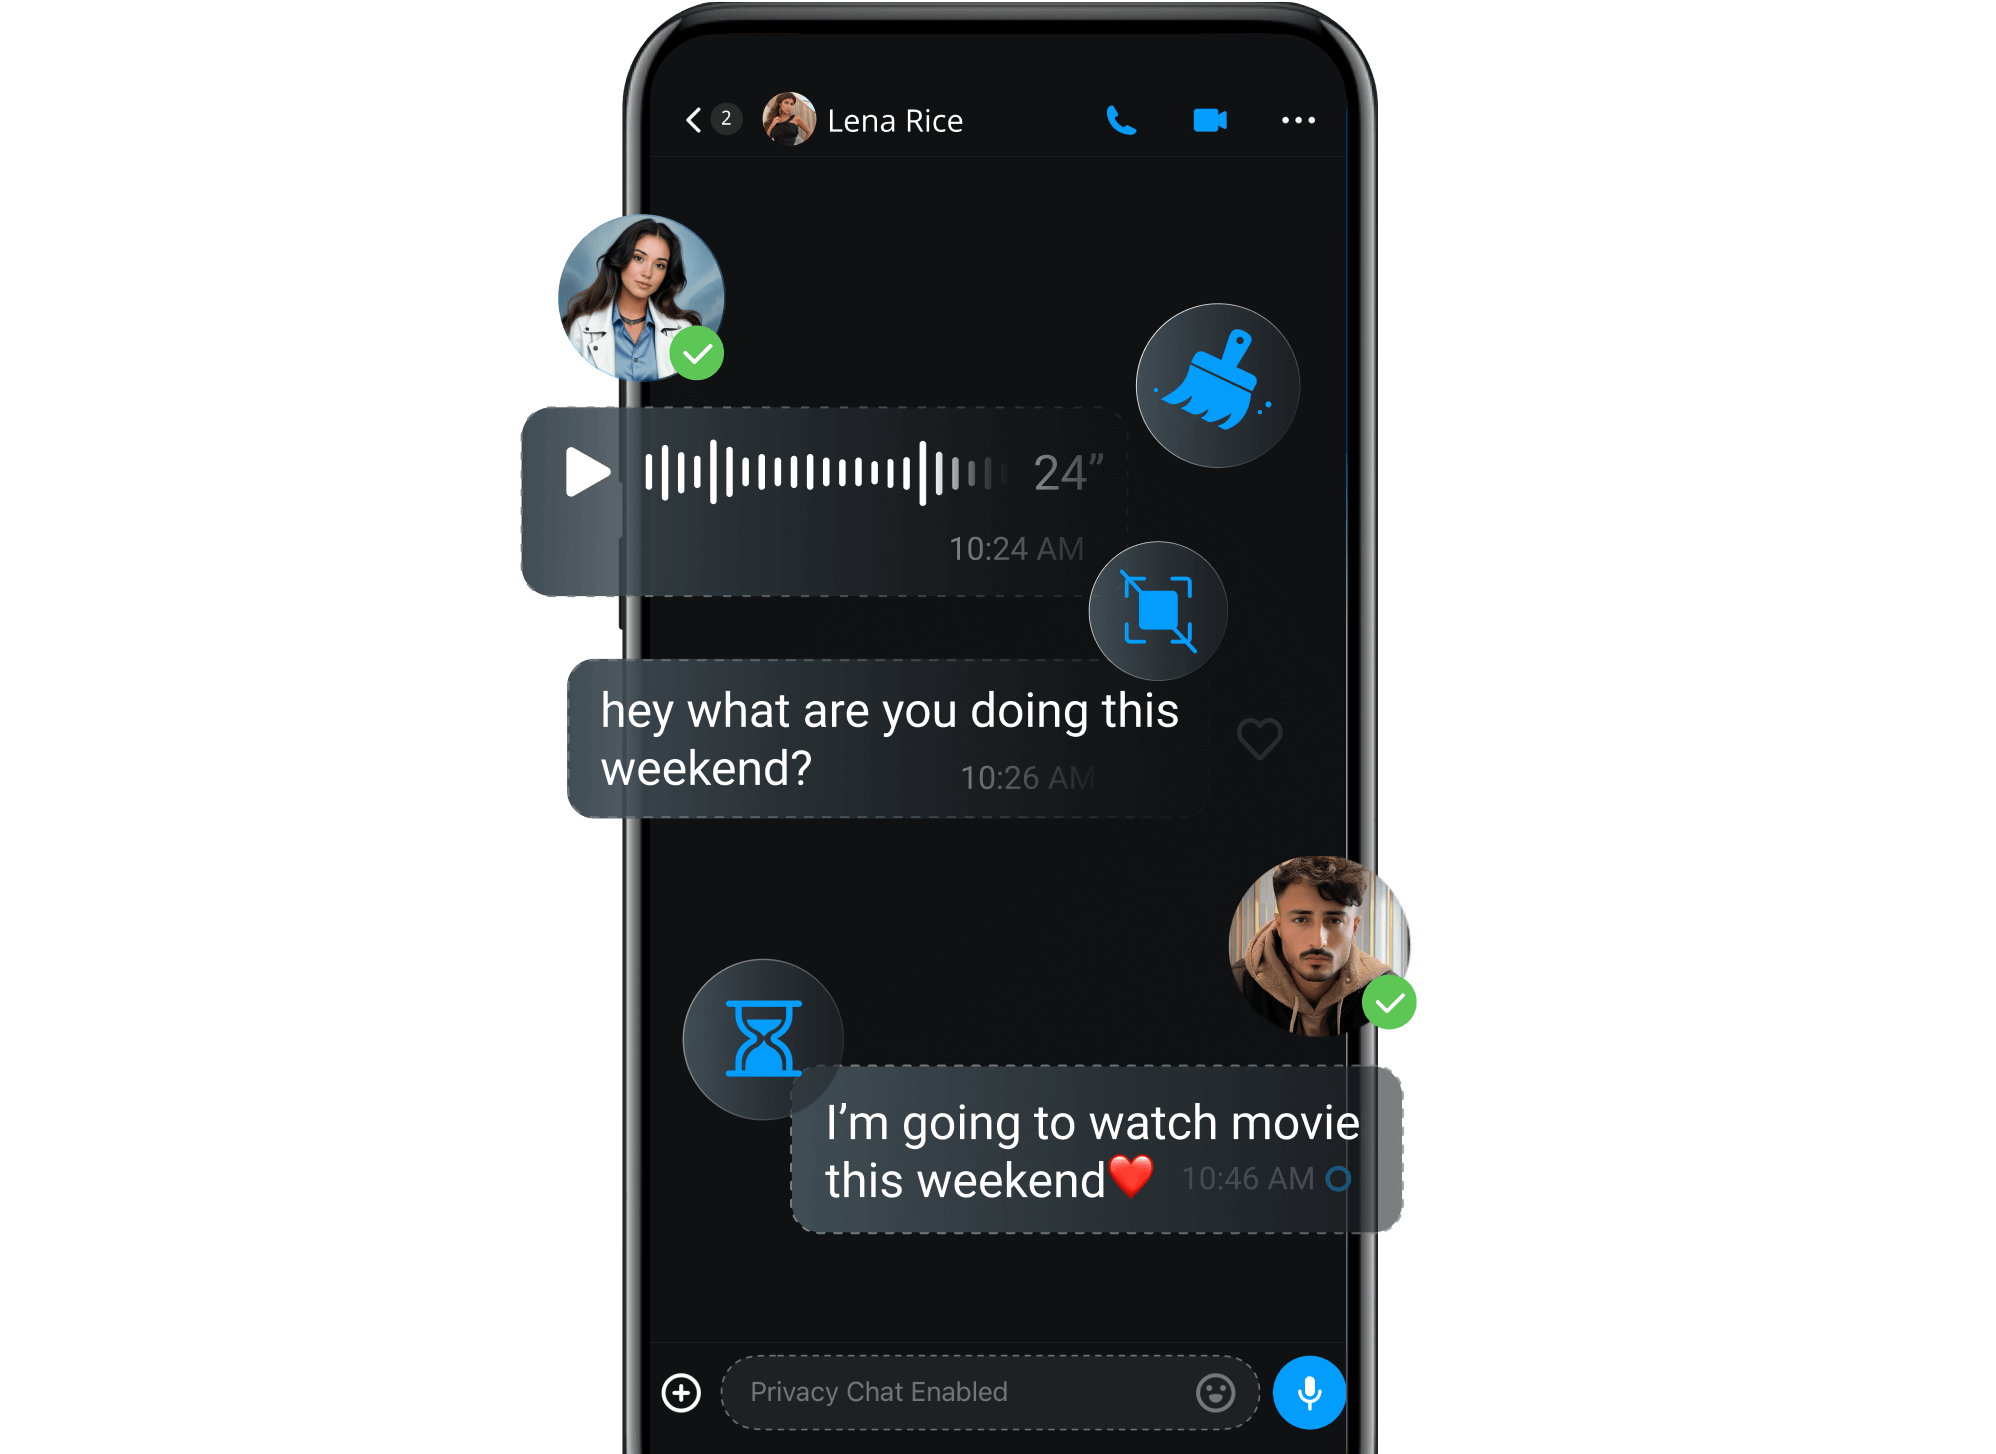 2 Lena Rice
24”
10:24 AM
hey what are you doing this
weekend?
10:26 AM
I’m going to watch movie
this weekend❤️ 10:46 AM
Privacy Chat Enabled